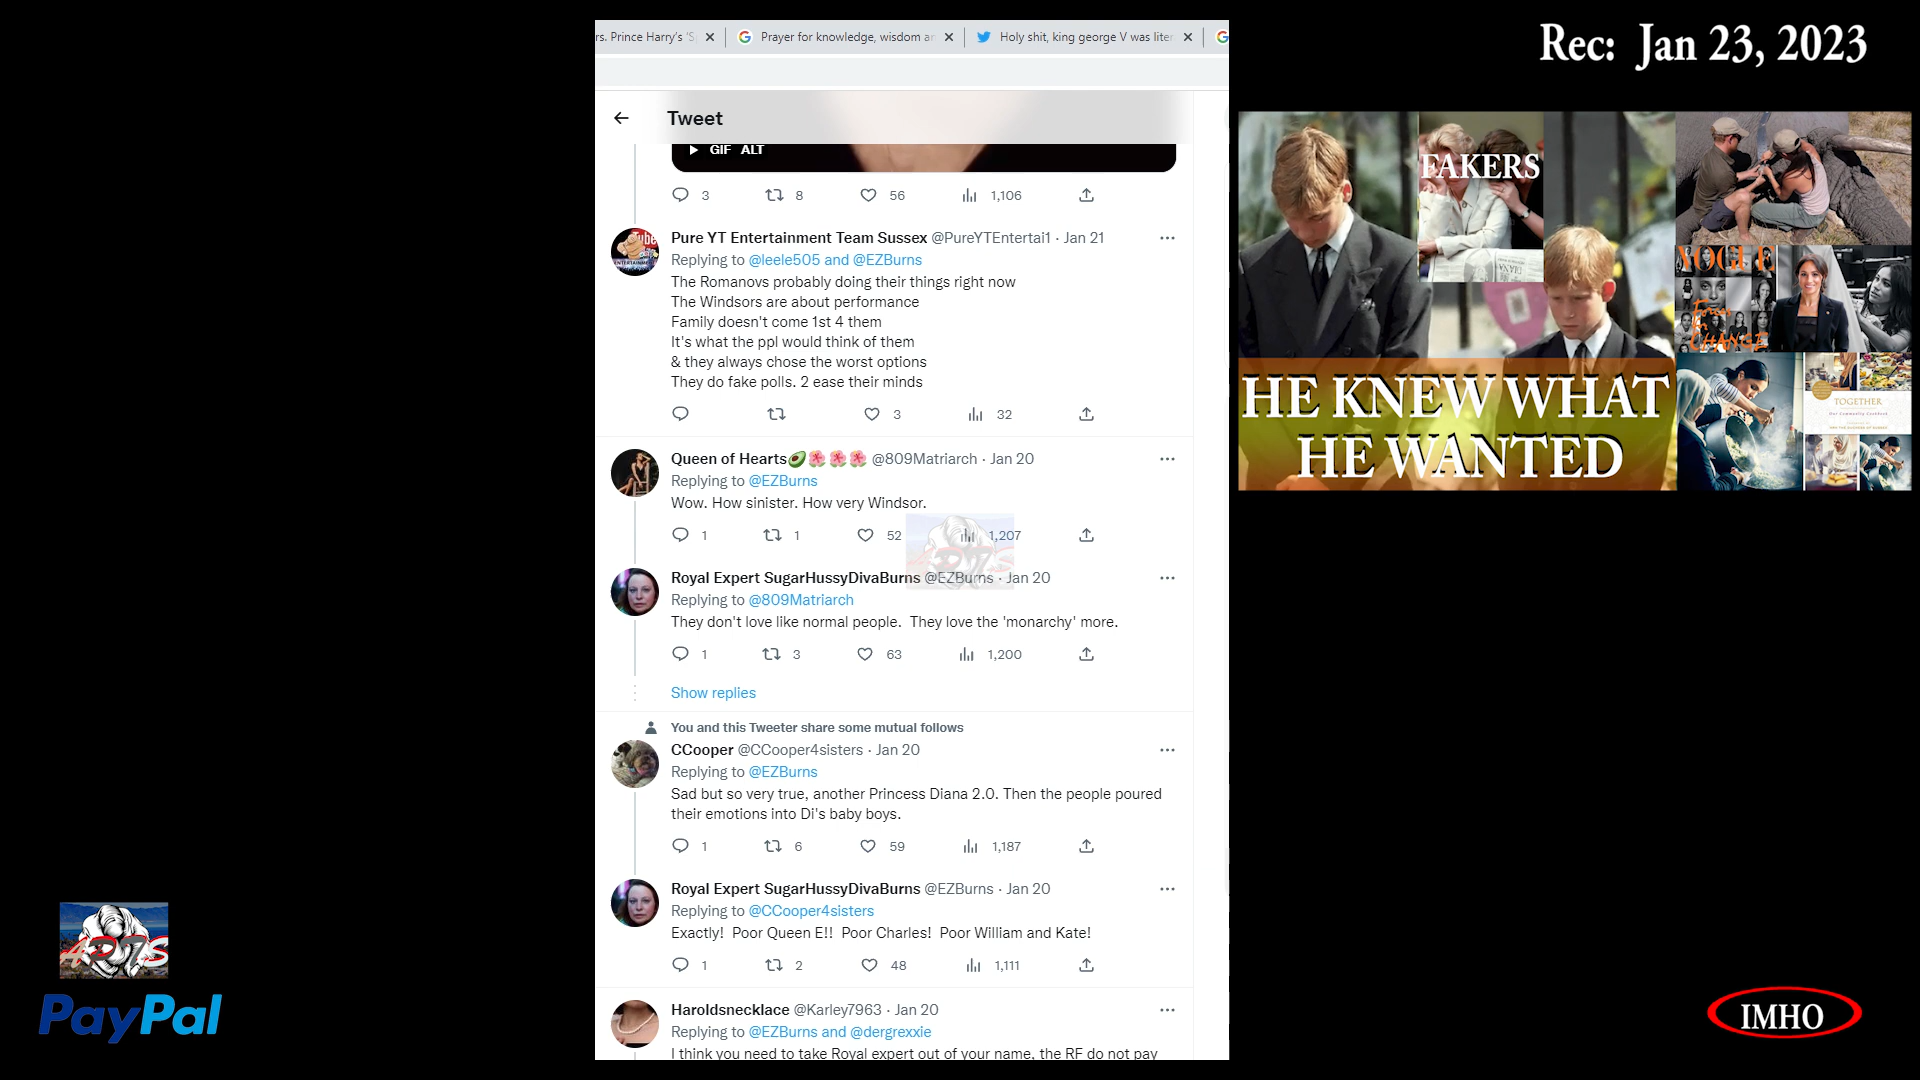 rs. Prince Harry's 'S
Prayer for knowledge, wisdom an
Holy shit, king george V was liter
Rec: Jan 23, 2023
Tweet
GIF ALT
3 8 56 1,106
Pure YT Entertainment Team Sussex @PureYTEntertai1 · Jan 21
Replying to @leele505 and @EZBurns
The Romanovs probably doing their things right now
The Windsors are about performance
Family doesn't come 1st 4 them
It's what the ppl would think of them
& they always chose the worst options
They do fake polls. 2 ease their minds
3 32
Queen of Hearts🥑🌺🌺🌺 @809Matriarch · Jan 20
Replying to @EZBurns
Wow. How sinister. How very Windsor.
1 1 52 1,207
Royal Expert SugarHussyDivaBurns @EZBurns · Jan 20
Replying to @809Matriarch
They don't love like normal people.  They love the 'monarchy' more.
1 3 63 1,200
Show replies
You and this Tweeter share some mutual follows
CCooper @CCooper4sisters · Jan 20
Replying to @EZBurns
Sad but so very true, another Princess Diana 2.0. Then the people poured
their emotions into Di's baby boys.
1 6 59 1,187
Royal Expert SugarHussyDivaBurns @EZBurns · Jan 20
Replying to @CCooper4sisters
Exactly!  Poor Queen E!!  Poor Charles!  Poor William and Kate!
1 2 48 1,111
Haroldsnecklace @Karley7963 · Jan 20
Replying to @EZBurns and @dergrexxie
I think you need to take Royal expert out of your name, the RF do not pay
FAKERS
VOGUE
Forces
for
CHANGE
TOGETHER
Our Community Cookbook
HE KNEW WHAT
HE WANTED
PayPal
IMHO